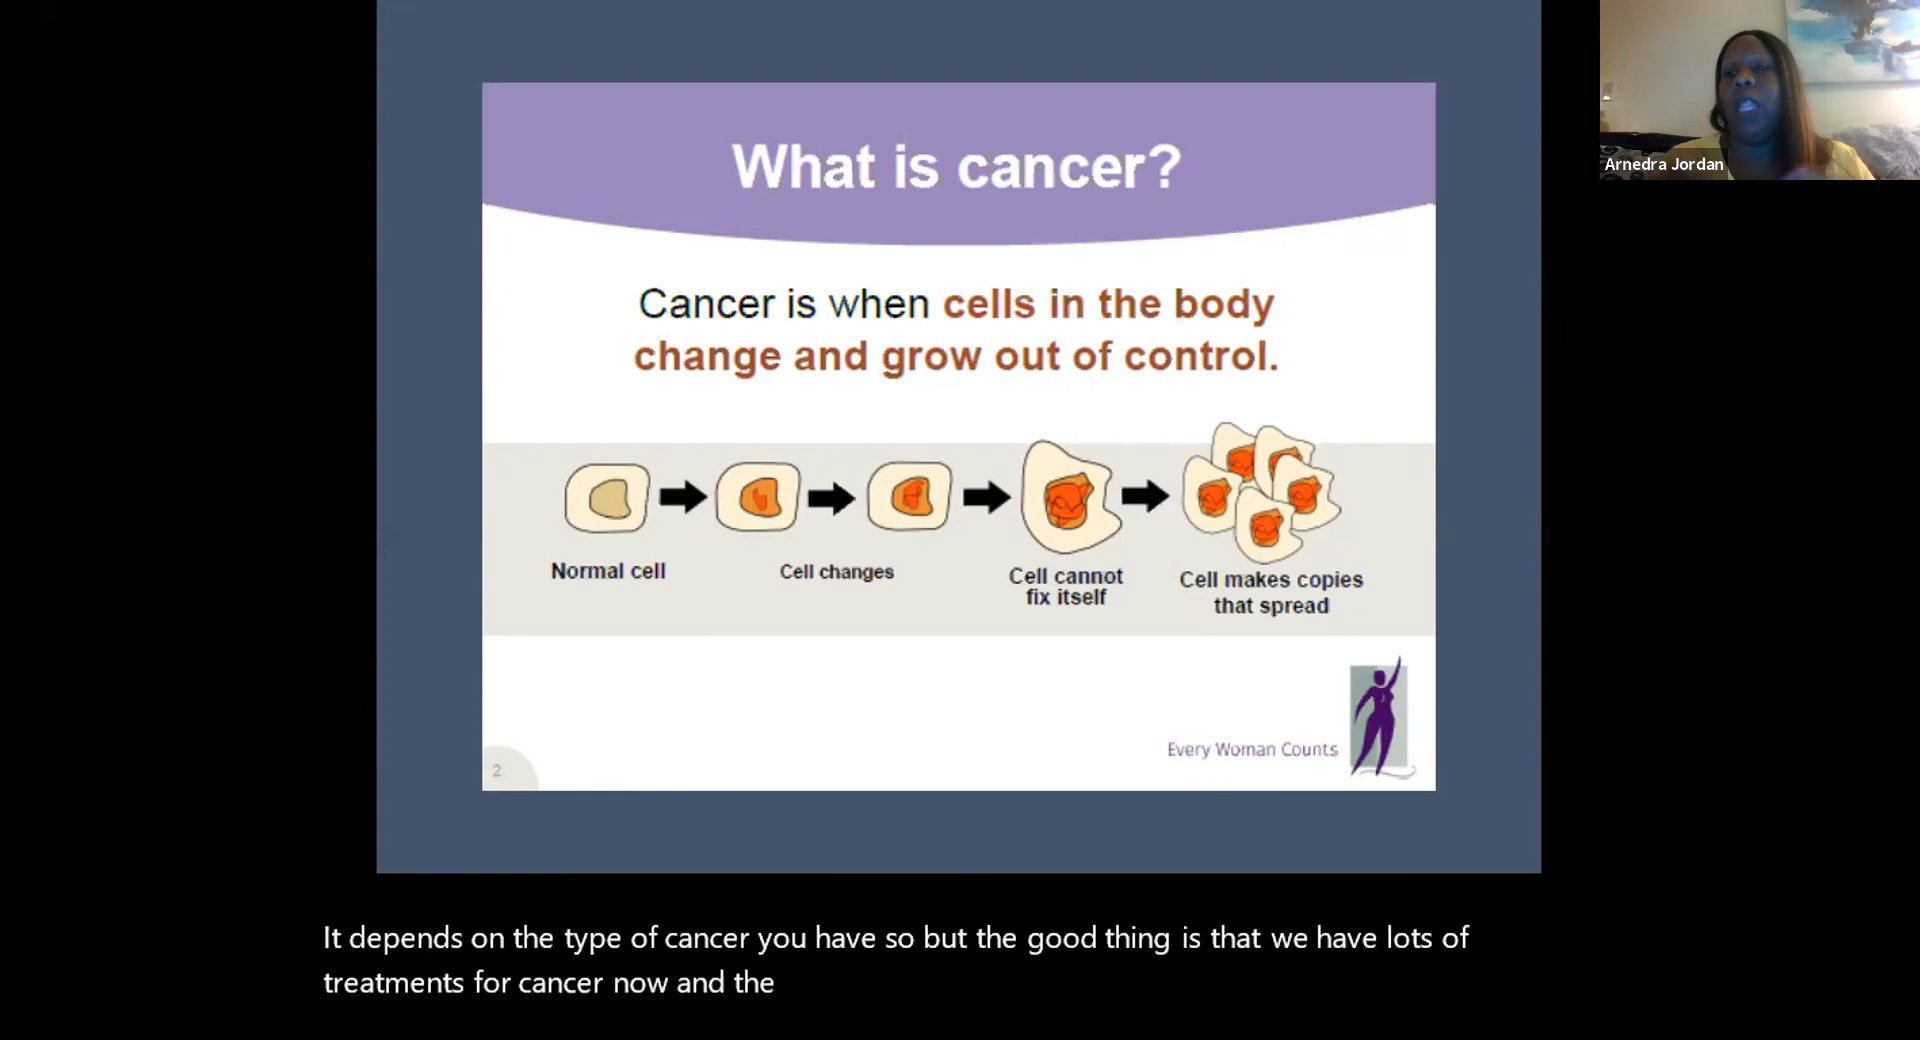 What is cancer?
Arnedra Jordan
Cancer is when cells in the body
change and grow out of control.
Normal cell
Cell changes
Cell cannot
fix itself
Cell makes copies
that spread
Every Woman Counts
2
It depends on the type of cancer you have so but the good thing is that we have lots of
treatments for cancer now and the